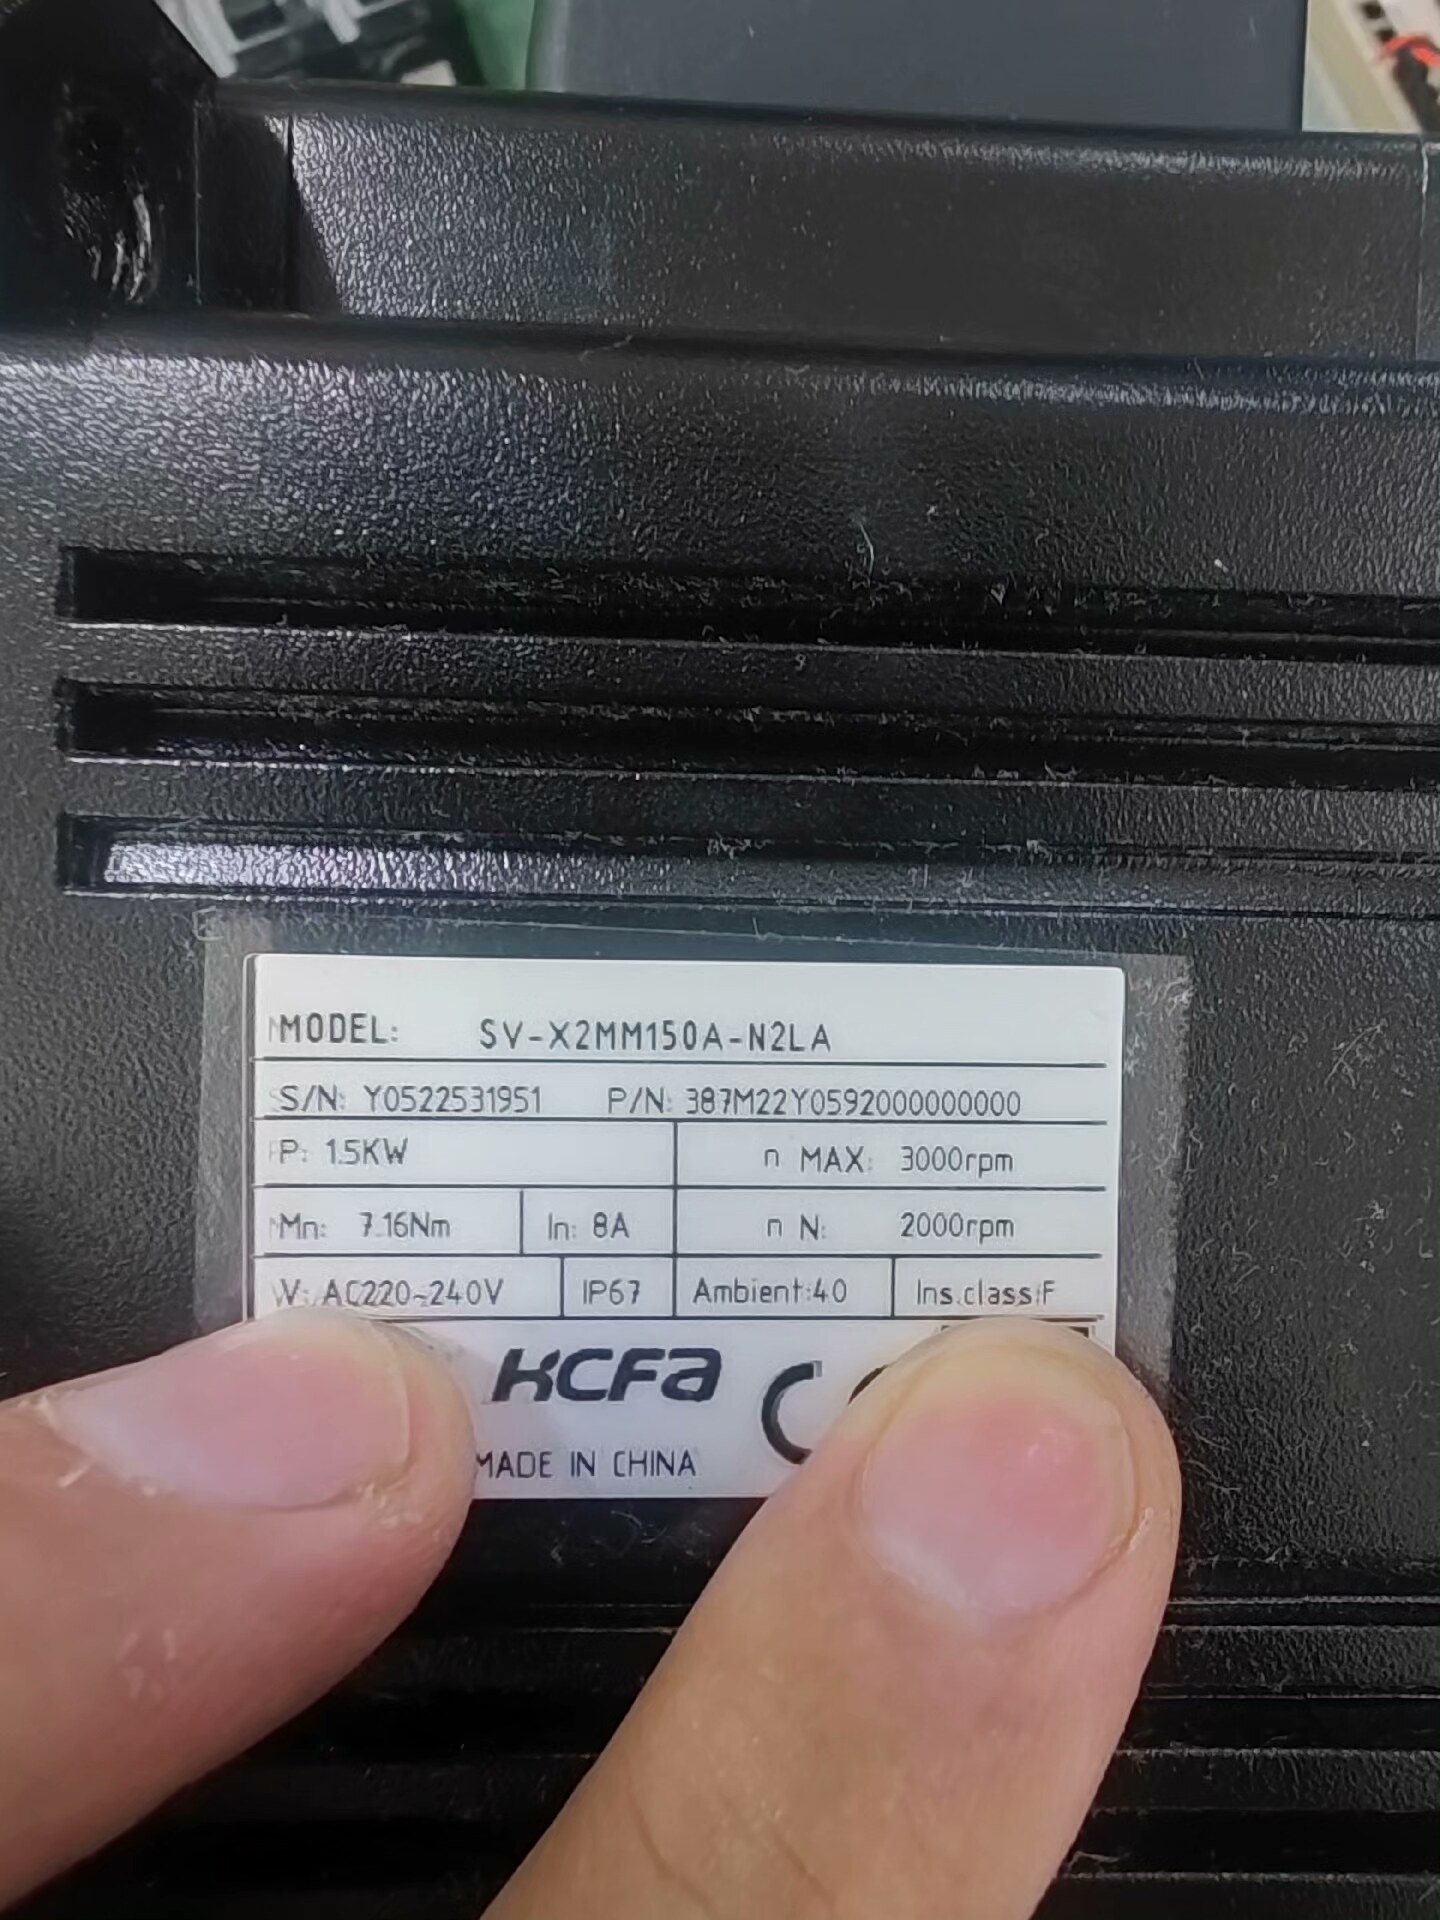 MODEL: SV-X2MM150A-N2LA
S/N: Y0522531951 P/N: 387M22Y0592000000000
P: 1.5KW n MAX: 3000rpm
Mn: 7.16Nm In: 8A n N: 2000rpm
V: AC220~240V IP67 Ambient:40 Ins.class:F
HCFA
MADE IN CHINA